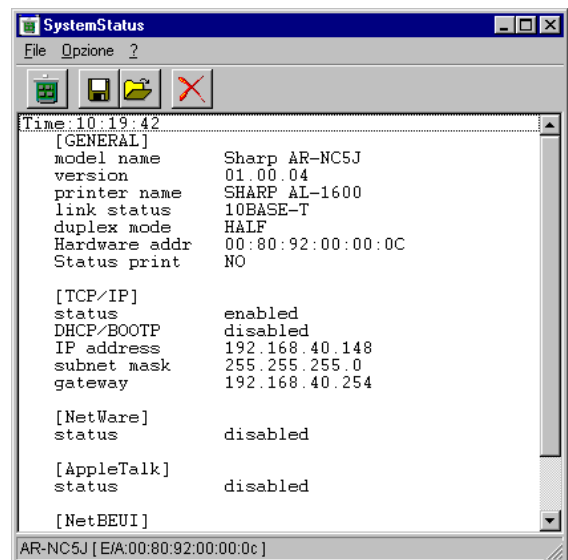 SystemStatus
File Opzione ?
Time:10:19:42
[GENERAL]
model name Sharp AR-NC5J
version 01.00.04
printer name SHARP AL-1600
link status 10BASE-T
duplex mode HALF
Hardware addr 00:80:92:00:00:0C
Status print NO
[TCP/IP]
status enabled
DHCP/BOOTP disabled
IP address 192.168.40.148
subnet mask 255.255.255.0
gateway 192.168.40.254
[NetWare]
status disabled
[AppleTalk]
status disabled
[NetBEUI]
AR-NC5J [ E/A:00:80:92:00:00:0c ]